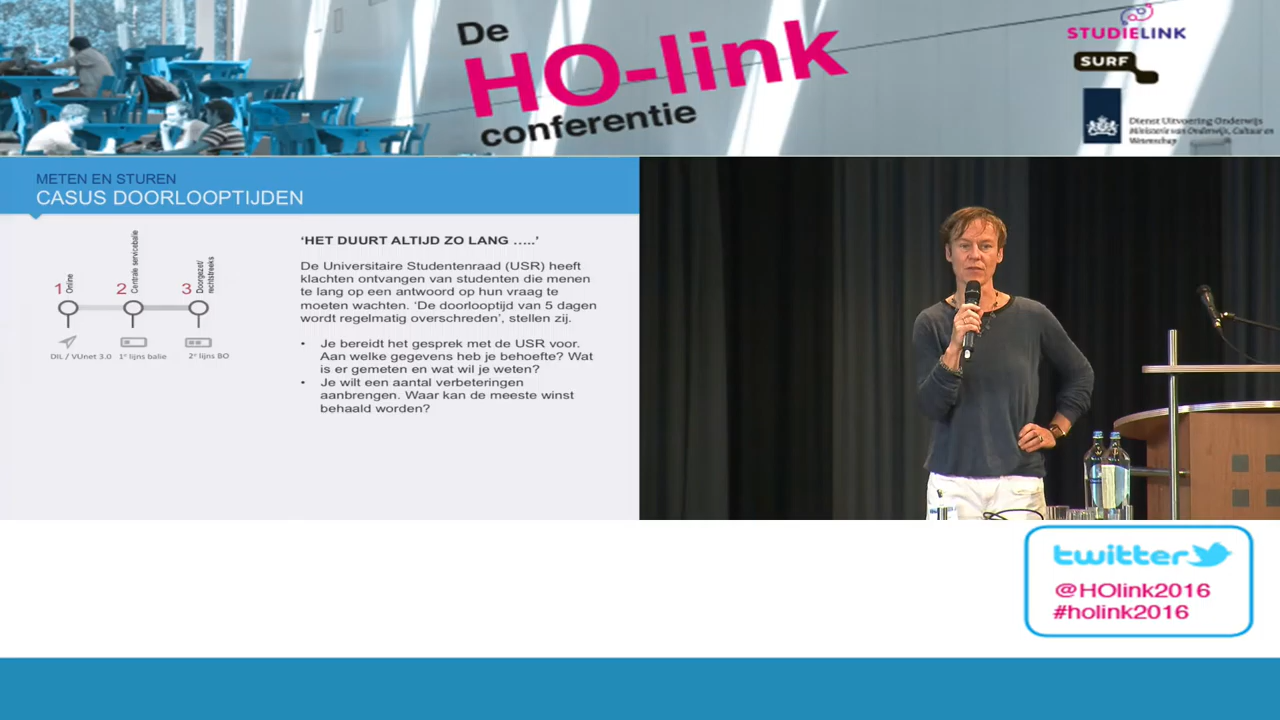 De
HO-link
conferentie
STUDIELINK
SURF
Dienst Uitvoering Onderwijs
Ministerie van Onderwijs, Cultuur en
Wetenschap
METEN EN STUREN
CASUS DOORLOOPTIJDEN
1 Online
2 Centrale servicebalie
3 Doorgezet/
rechtstreeks
DIL / VUnet 3.0
1e lijns balie
2e lijns BO
‘HET DUURT ALTIJD ZO LANG …..’
De Universitaire Studentenraad (USR) heeft
klachten ontvangen van studenten die menen
te lang op een antwoord op hun vraag te
moeten wachten. ‘De doorlooptijd van 5 dagen
wordt regelmatig overschreden’, stellen zij.
• Je bereidt het gesprek met de USR voor.
Aan welke gegevens heb je behoefte? Wat
is er gemeten en wat wil je weten?
• Je wilt een aantal verbeteringen
aanbrengen. Waar kan de meeste winst
behaald worden?
twitter
@HOlink2016
#holink2016